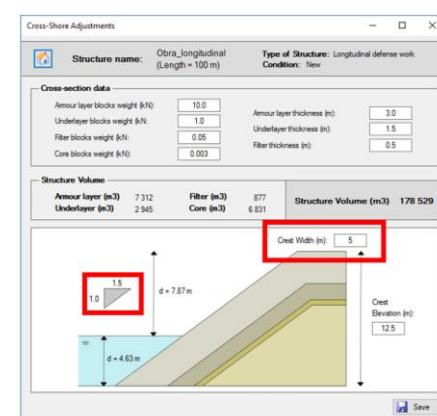 Cross-Shore Adjustments
Structure name: Obra_longitudinal (Length = 100 m)
Type of Structure: Longitudinal defense work
Condition: New
Cross-section data
Armour layer blocks weight (kN): 10.0
Underlayer blocks weight (kN: 1.0
Filter blocks weight (kN: 0.05
Core blocks weight (kN): 0.003
Armour layer thickness (m): 3.0
Underlayer thickness (m): 1.5
Filter thickness (m): 0.5
Structure Volume
Armour layer (m3) 7 312 Filter (m3) 877
Underlayer (m3) 2 945 Core (m3) 6 831
Structure Volume (m3) 178 529
Crest Width (m): 5
1.5
1.0
d = 7.87 m
d = 4.63 m
Crest
Elevation (m):
12.5
Save